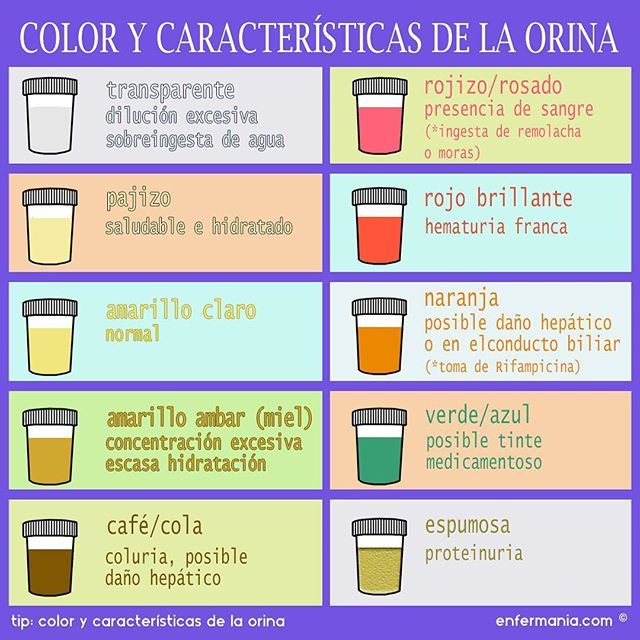 COLOR Y CARACTERÍSTICAS DE LA ORINA
transparente
dilución excesiva
sobreingesta de agua
pajizo
saludable e hidratado
amarillo claro
normal
amarillo ambar (miel)
concentración excesiva
escasa hidratación
café/cola
coluria, posible
daño hepático
rojizo/rosado
presencia de sangre
(*ingesta de remolacha
o moras)
rojo brillante
hematuria franca
naranja
posible daño hepático
o en elconducto biliar
(*toma de Rifampicina)
verde/azul
posible tinte
medicamentoso
espumosa
proteinuria
tip: color y características de la orina
enfermania.com ©